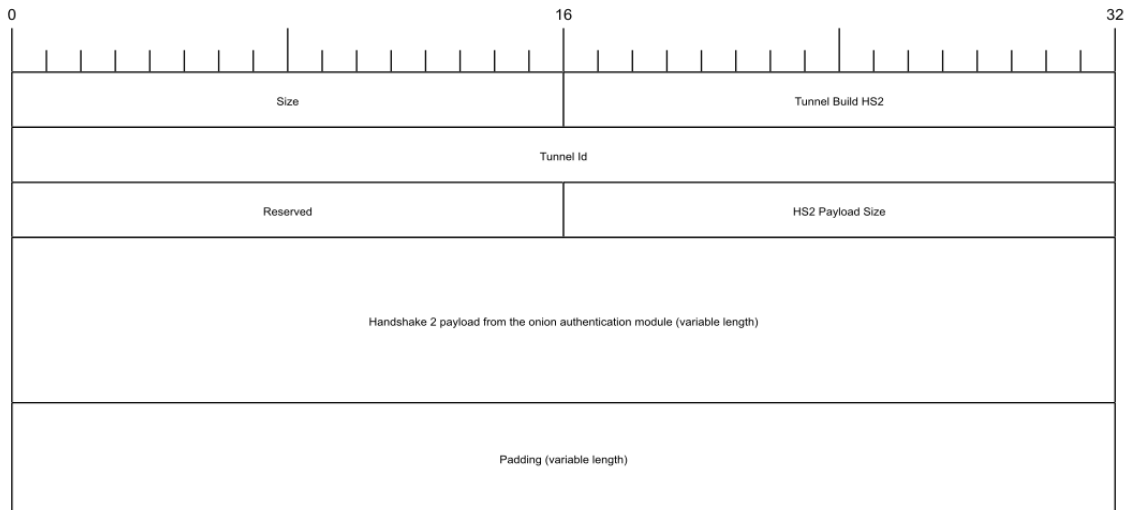 0 16 32
Size Tunnel Build HS2
Tunnel Id
Reserved HS2 Payload Size
Handshake 2 payload from the onion authentication module (variable length)
Padding (variable length)